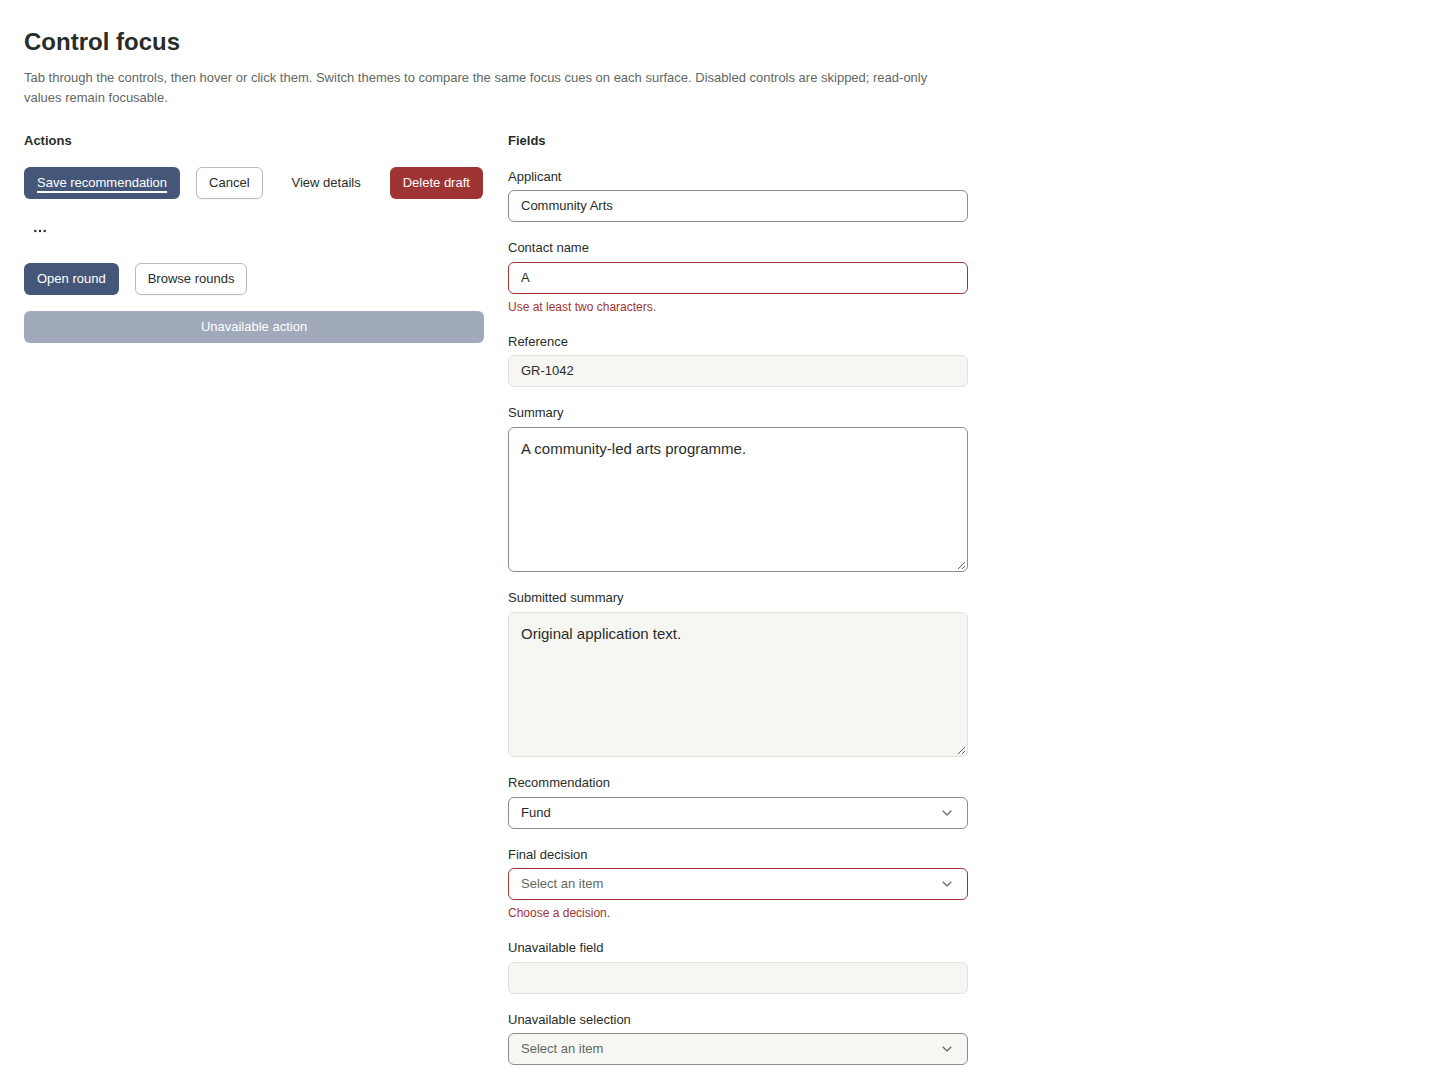 Control focus
Tab through the controls, then hover or click them. Switch themes to compare the same focus cues on each surface. Disabled controls are skipped; read-only
values remain focusable.
Actions
Save recommendation
Cancel
View details
Delete draft
...
Open round
Browse rounds
Unavailable action
Fields
Applicant
Community Arts
Contact name
A
Use at least two characters.
Reference
GR-1042
Summary
A community-led arts programme.
Submitted summary
Original application text.
Recommendation
Fund
Final decision
Select an item
Choose a decision.
Unavailable field
Unavailable selection
Select an item